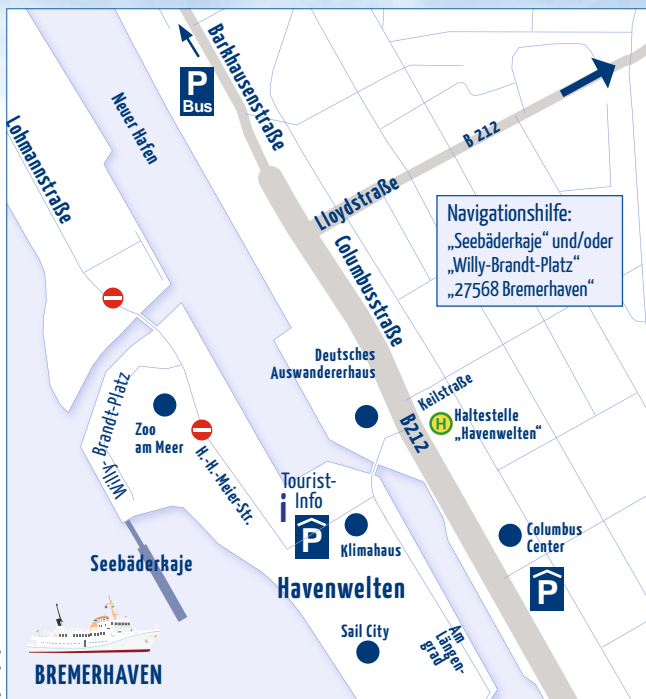 P
Bus
Barkhausenstraße
Neuer Hafen
Lohmannstraße
B 212
Lloydstraße
Navigationshilfe:
„Seebäderkaje“ und/oder
„Willy-Brandt-Platz“
„27568 Bremerhaven“
Columbusstraße
Deutsches
Auswandererhaus
Keilstraße
H
Haltestelle
„Havenwelten“
B212
Willy-Brandt-Platz
Zoo
am Meer
H.-H.-Meier-Str.
Tourist-
i Info
P
Klimahaus
Columbus
Center
P
Seebäderkaje
Havenwelten
Sail City
Am
Längen-
grad
BREMERHAVEN